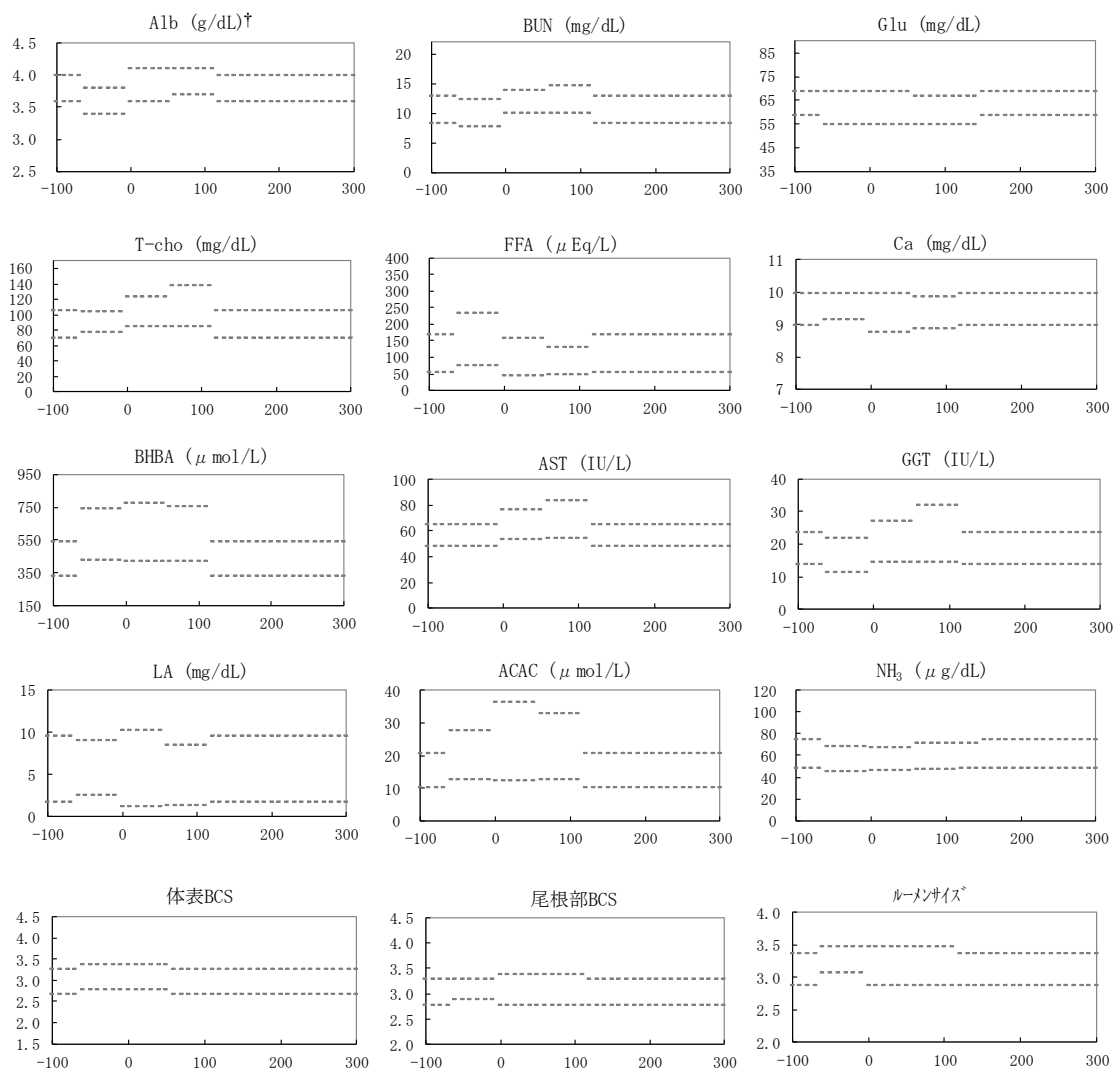 Alb (g/dL)†
4.5
4.0
3.5
3.0
2.5
-100 0 100 200 300
BUN (mg/dL)
20
15
10
5
0
-100 0 100 200 300
Glu (mg/dL)
85
75
65
55
45
35
-100 0 100 200 300
T-cho (mg/dL)
160
140
120
100
80
60
40
20
0
-100 0 100 200 300
FFA (μEq/L)
400
350
300
250
200
150
100
50
0
-100 0 100 200 300
Ca (mg/dL)
11
10
9
8
7
-100 0 100 200 300
BHBA (μmol/L)
950
750
550
350
150
-100 0 100 200 300
AST (IU/L)
100
80
60
40
20
0
-100 0 100 200 300
GGT (IU/L)
40
30
20
10
0
-100 0 100 200 300
LA (mg/dL)
15
10
5
0
-100 0 100 200 300
ACAC (μmol/L)
40
30
20
10
0
-100 0 100 200 300
NH₃ (μg/dL)
120
100
80
60
40
20
0
-100 0 100 200 300
体表BCS
4.5
4.0
3.5
3.0
2.5
2.0
1.5
-100 0 100 200 300
尾根部BCS
4.5
4.0
3.5
3.0
2.5
2.0
-100 0 100 200 300
ﾙｰﾒﾝｻｲｽﾞ
4.0
3.5
3.0
2.5
2.0
-100 0 100 200 300